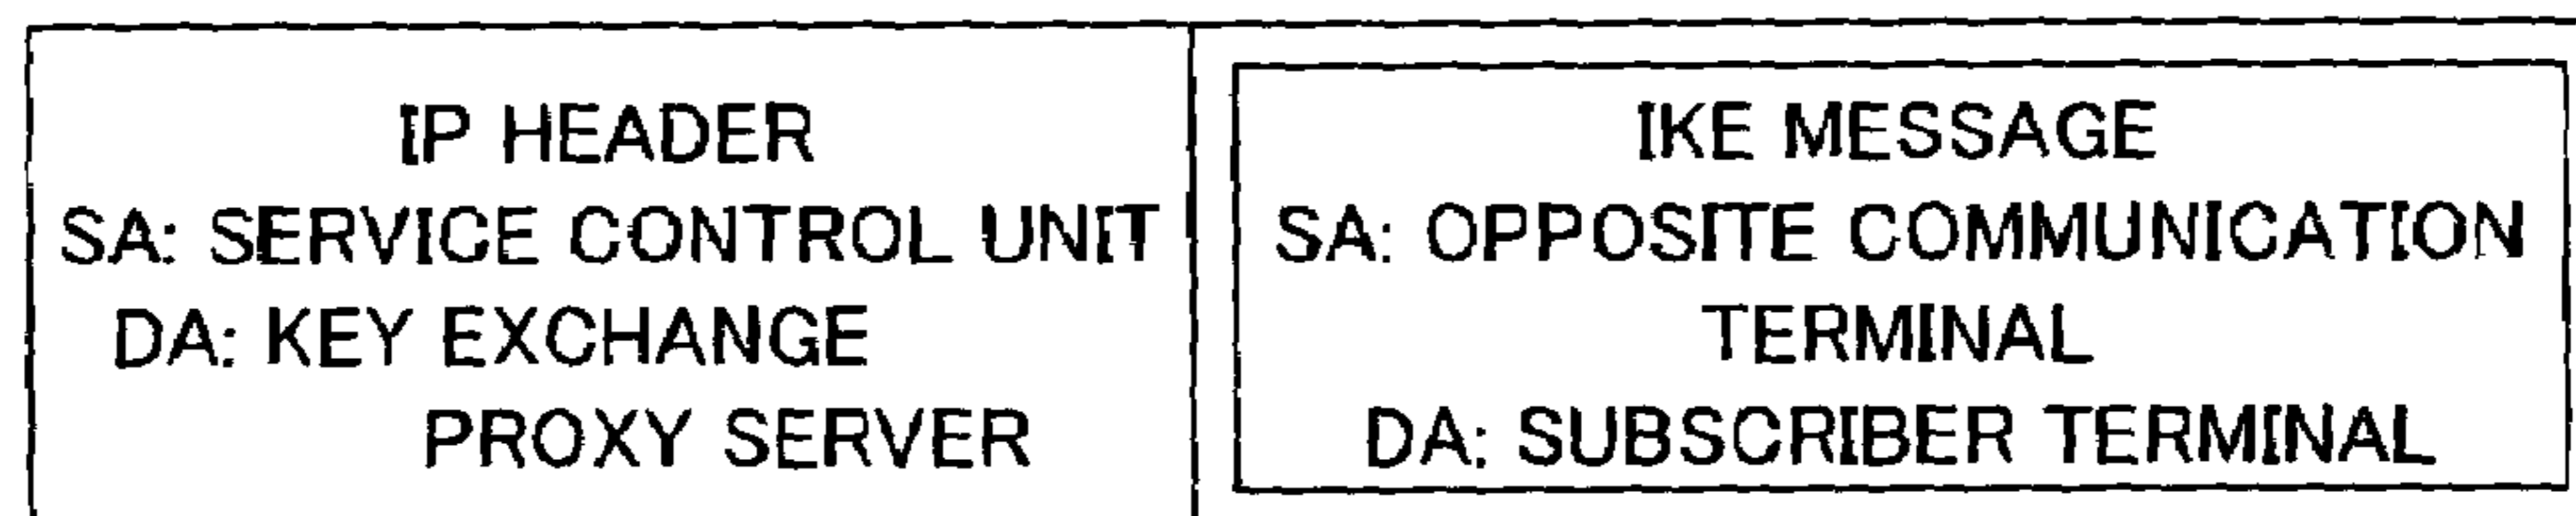 IP HEADER
SA: SERVICE CONTROL UNIT
DA: KEY EXCHANGE
PROXY SERVER
IKE MESSAGE
SA: OPPOSITE COMMUNICATION
TERMINAL
DA: SUBSCRIBER TERMINAL